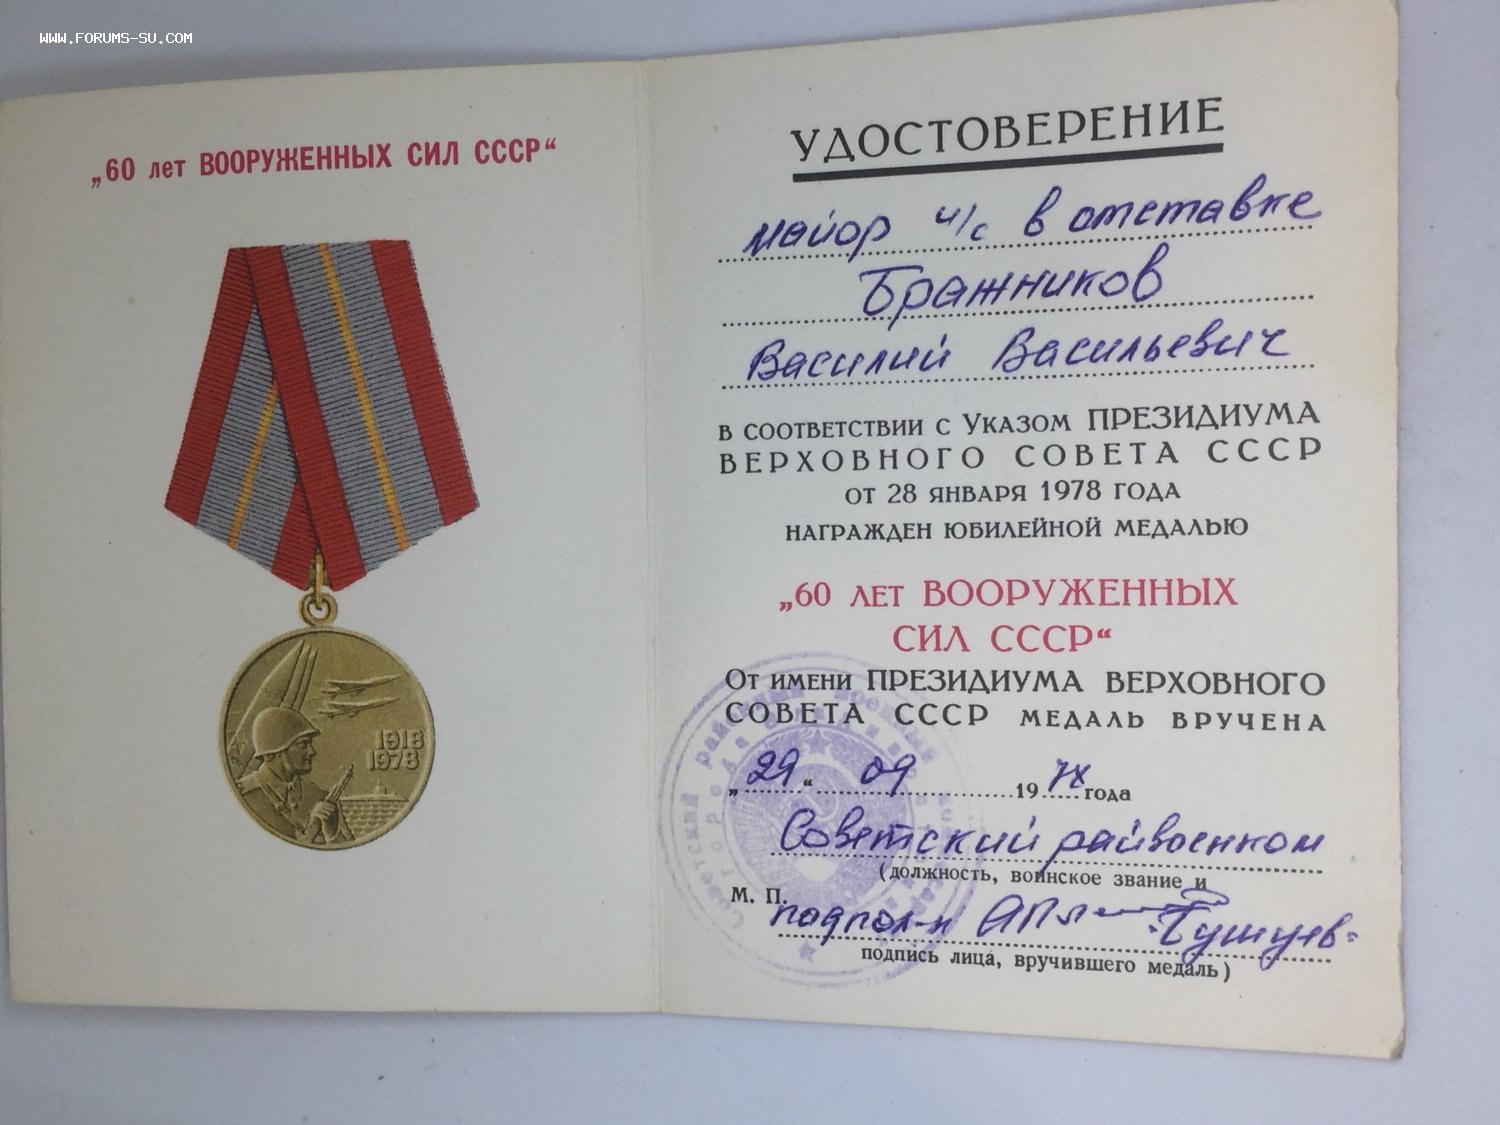 WWW.FORUMS-SU.COM
„60 лет ВООРУЖЕННЫХ СИЛ СССР“
1918
1978
УДОСТОВЕРЕНИЕ
майор и/с в отставке
Бражников
Василий Васильевич
В СООТВЕТСТВИИ С УКАЗОМ ПРЕЗИДИУМА
ВЕРХОВНОГО СОВЕТА СССР
ОТ 28 ЯНВАРЯ 1978 ГОДА
НАГРАЖДЕН ЮБИЛЕЙНОЙ МЕДАЛЬЮ
„60 ЛЕТ ВООРУЖЕННЫХ
СИЛ СССР“
ОТ ИМЕНИ ПРЕЗИДИУМА ВЕРХОВНОГО
СОВЕТА СССР МЕДАЛЬ ВРУЧЕНА
„29“ 09 1978 года
Советский райвоенком
(должность, воинское звание и
М. П. подпол-к
подпись лица, вручившего медаль)